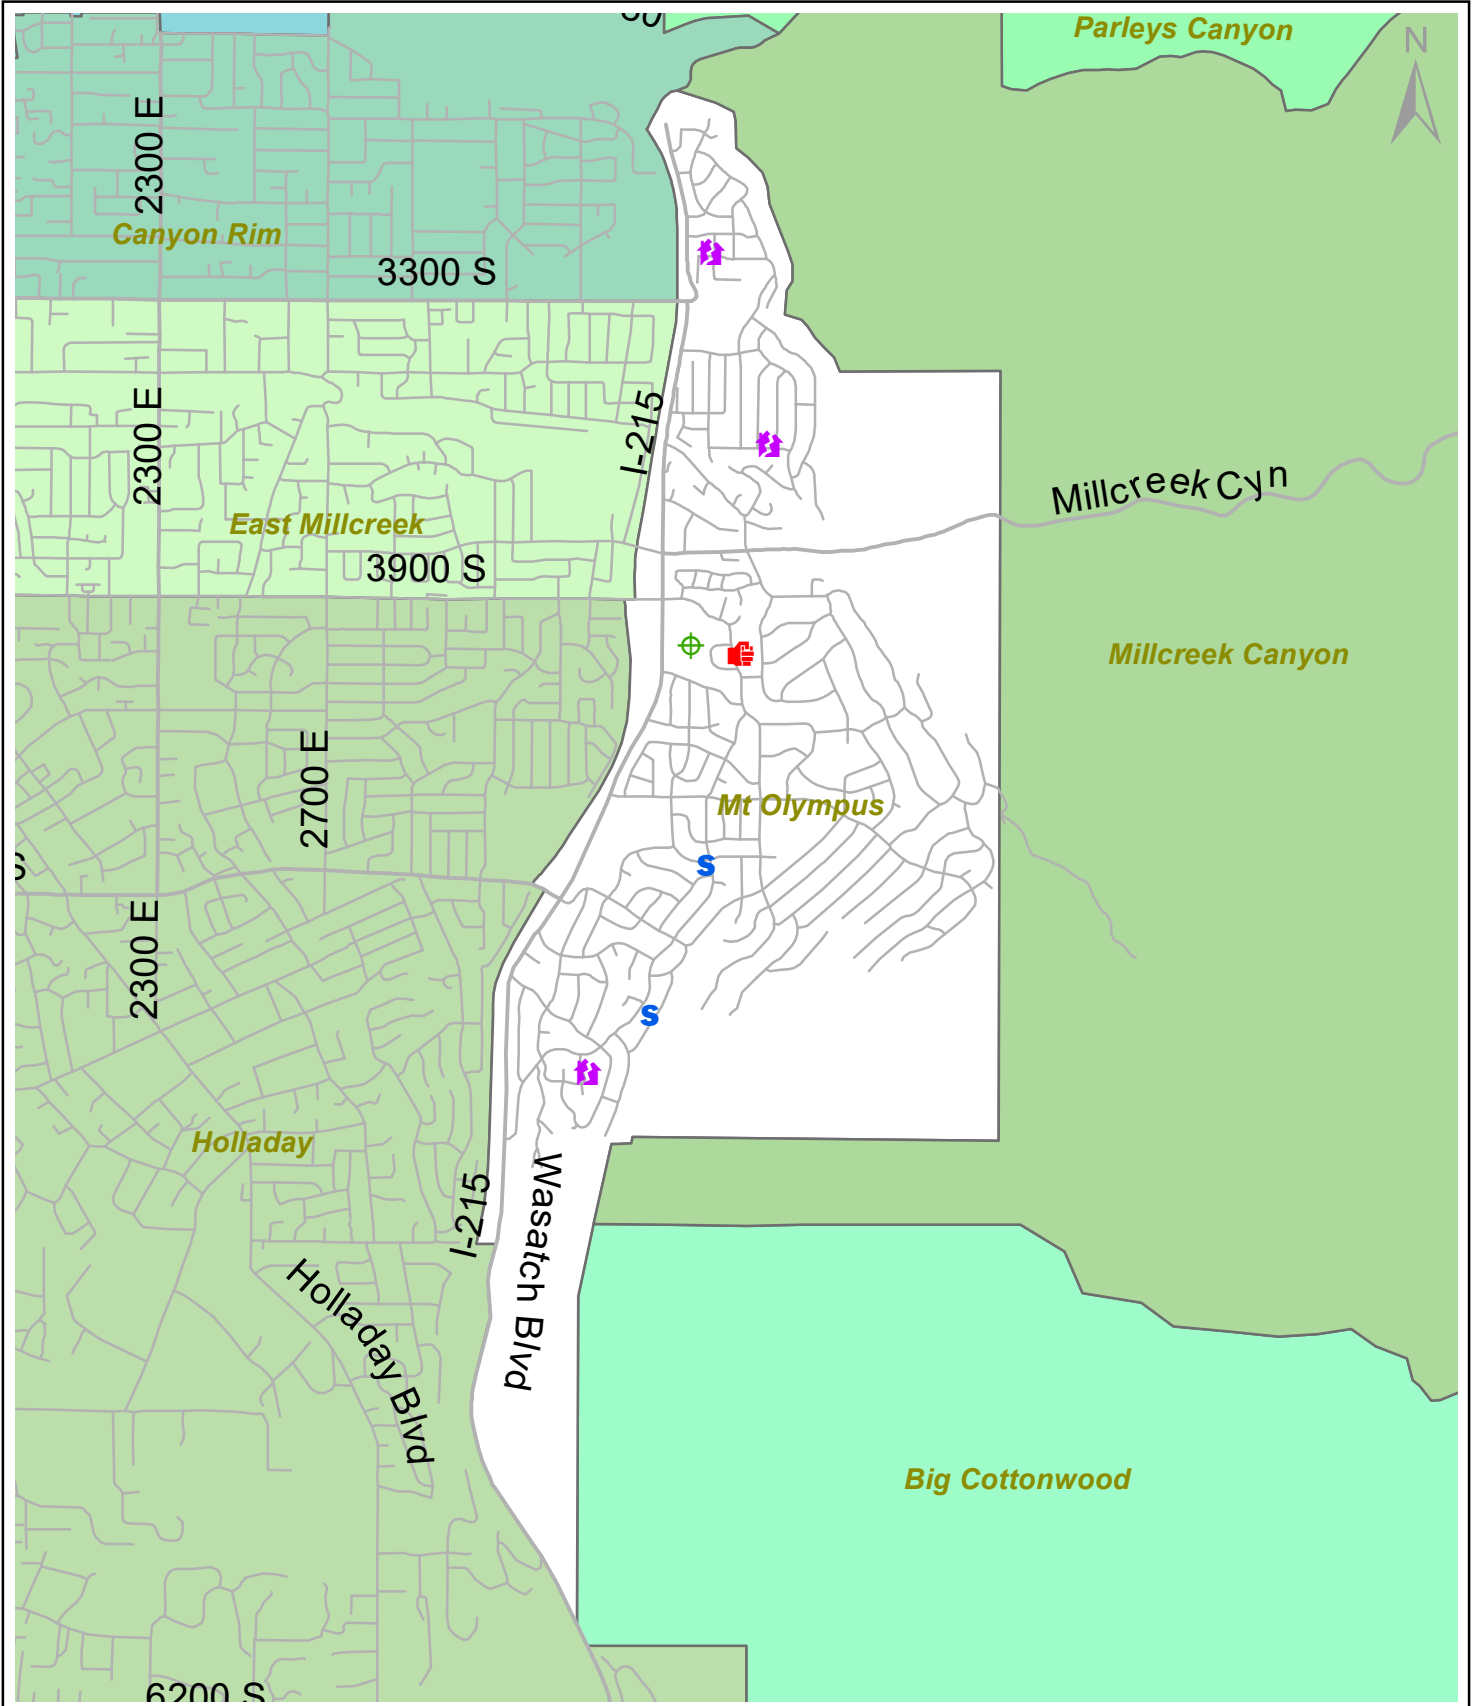 Parleys Canyon
N
2300 E
Canyon Rim
3300 S
I-215
2300 E
Millcreek Cyn
East Millcreek
3900 S
Millcreek Canyon
2700 E
Mt Olympus
S
S
2300 E
S
Holladay
I-215
Wasatch Blvd
Holladay Blvd
Big Cottonwood
6200 S